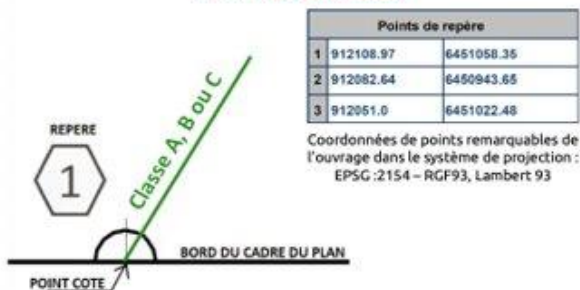 Points de repère
1 912108.97 6451058.35
2 912082.64 6450943.65
3 912051.0 6451022.48
Coordonnées de points remarquables de
l'ouvrage dans le système de projection :
EPSG :2154 – RGF93, Lambert 93
REPERE
1
Classe A, B ou C
BORD DU CADRE DU PLAN
POINT COTE